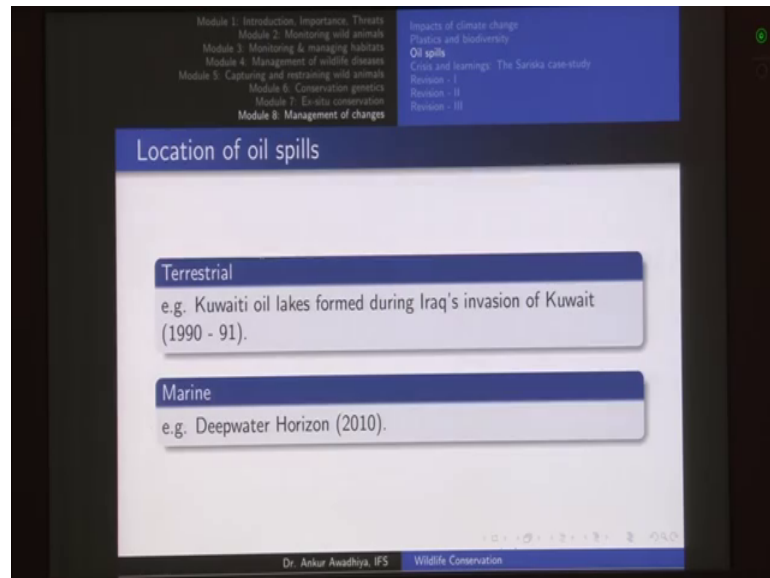 Module 1: Introduction, Importance, Threats
Module 2: Monitoring wild animals
Module 3: Monitoring & managing habitats
Module 4: Management of wildlife diseases
Module 5: Capturing and restraining wild animals
Module 6: Conservation genetics
Module 7: Ex-situ conservation
Module 8: Management of changes
Impacts of climate change
Plastics and biodiversity
Oil spills
Crisis and learnings: The Sariska case-study
Revision - I
Revision - II
Revision - III
Location of oil spills
Terrestrial
e.g. Kuwaiti oil lakes formed during Iraq's invasion of Kuwait
(1990 - 91).
Marine
e.g. Deepwater Horizon (2010).
Dr. Ankur Awadhiya, IFS
Wildlife Conservation